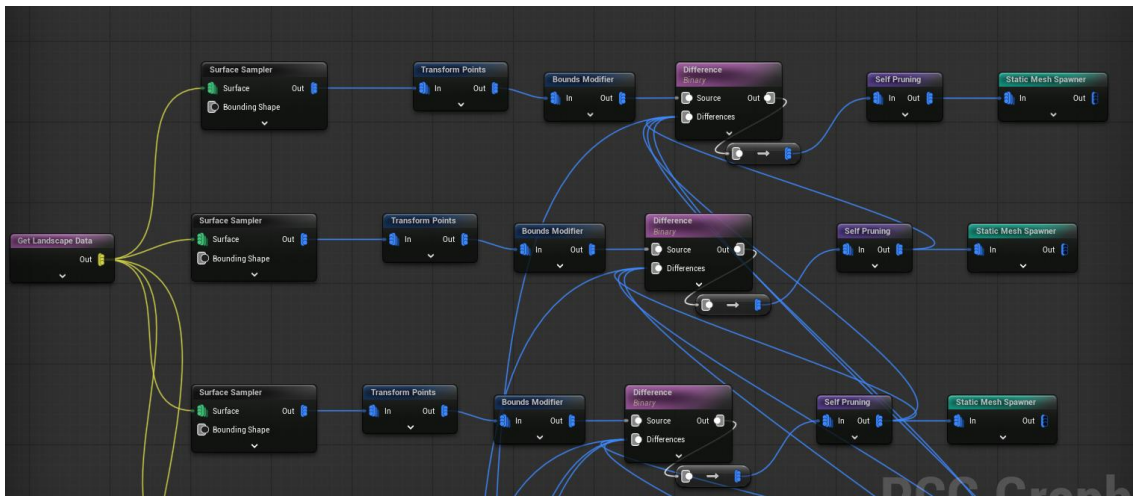 Surface Sampler
Surface Out
Bounding Shape
Transform Points
In Out
Bounds Modifier
In Out
Difference
Binary
Source Out
Differences
Self Pruning
In Out
Static Mesh Spawner
In Out
Get Landscape Data
Out
Surface Sampler
Surface Out
Bounding Shape
Transform Points
In Out
Bounds Modifier
In Out
Difference
Binary
Source Out
Differences
Self Pruning
In Out
Static Mesh Spawner
In Out
Surface Sampler
Surface Out
Bounding Shape
Transform Points
In Out
Bounds Modifier
In Out
Difference
Binary
Source Out
Differences
Self Pruning
In Out
Static Mesh Spawner
In Out
PCG Graph